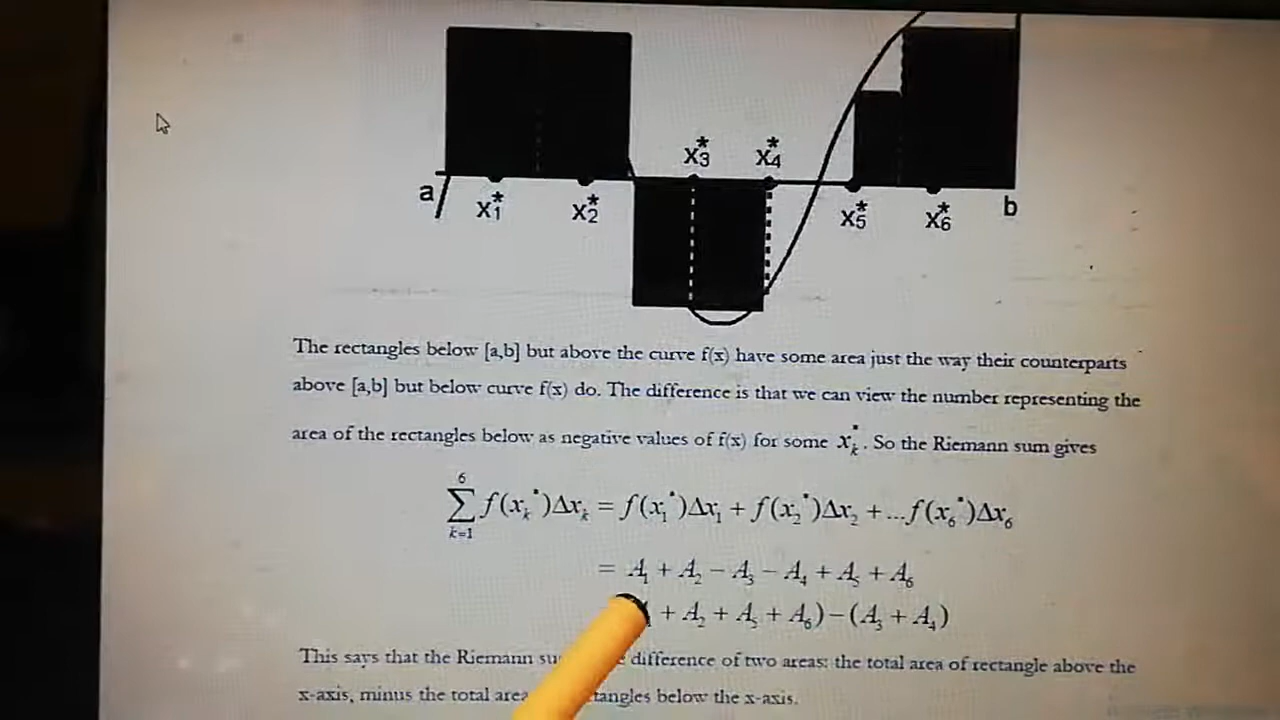 x₃* x₄*
a x₁* x₂* x₅* x₆* b
The rectangles below [a,b] but above the curve f(x) have some area just the way their counterparts
above [a,b] but below curve f(x) do. The difference is that we can view the number representing the
area of the rectangles below as negative values of f(x) for some xₖ*. So the Riemann sum gives
∑ₖ₌₁⁶ f(xₖ*)Δxₖ = f(x₁*)Δx₁ + f(x₂*)Δx₂ + ...f(x₆*)Δx₆
= A₁ + A₂ − A₃ − A₄ + A₅ + A₆
+ A₂ + A₅ + A₆) − (A₃ + A₄)
This says that the Riemann difference of two areas: the total area of rectangle above the
x-axis, minus the total area below the x-axis.